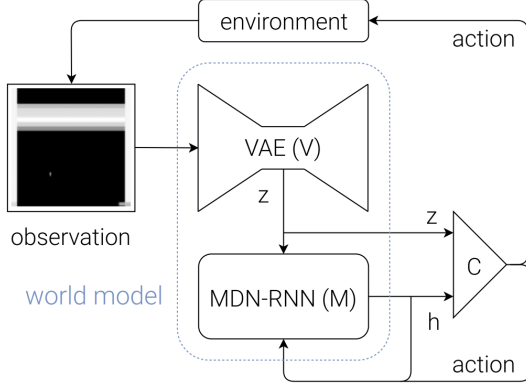 environment
action
VAE (V)
z
z
observation
C
world model
MDN-RNN (M)
h
action